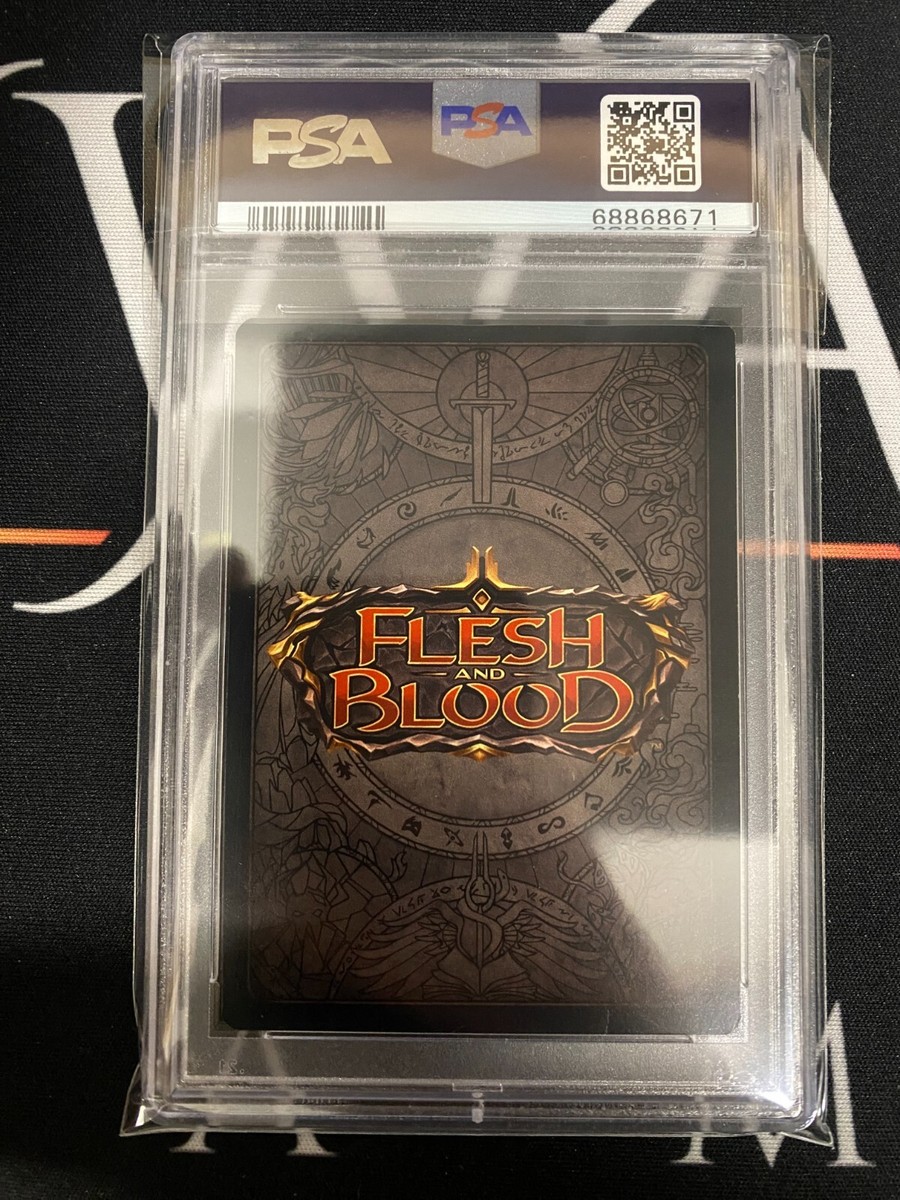 PSA
PSA
68868671
FLESH
AND
BLOOD